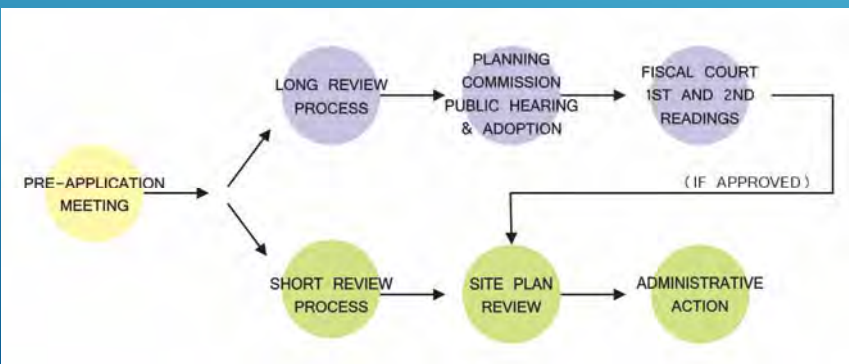 PRE-APPLICATION
MEETING
LONG REVIEW
PROCESS
PLANNING
COMMISSION
PUBLIC HEARING
& ADOPTION
FISCAL COURT
1ST AND 2ND
READINGS
(IF APPROVED)
SHORT REVIEW
PROCESS
SITE PLAN
REVIEW
ADMINISTRATIVE
ACTION